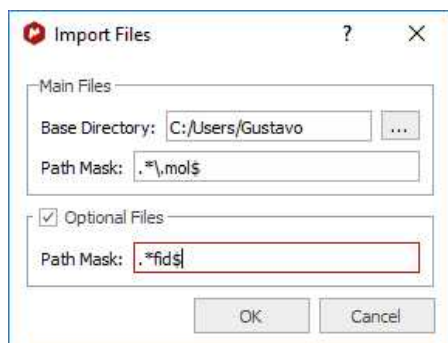 Import Files
?
Main Files
Base Directory: C:/Users/Gustavo ...
Path Mask: .*\.mol$
Optional Files
Path Mask: .*fid$
OK Cancel